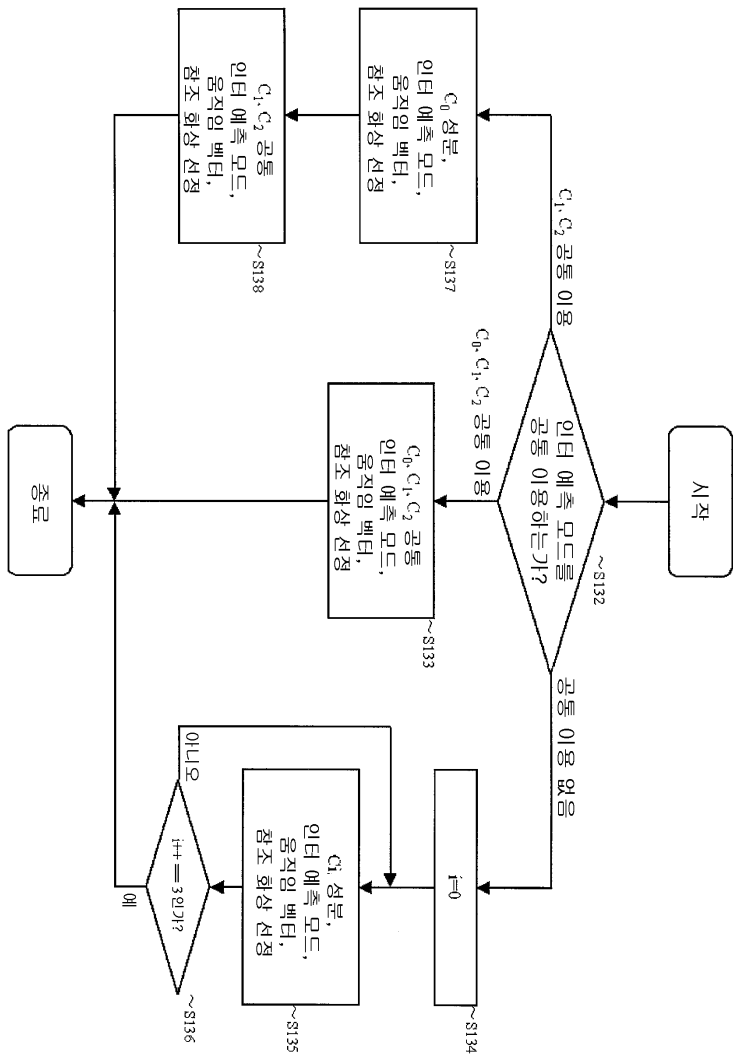 시작
인터 예측 모드를
공통 이용하는가?
~S132
C₁, C₂ 공통 이용
C₀, C₁, C₂ 공통 이용
공통 이용 없음
C₀ 성분,
인터 예측 모드,
움직임 벡터,
참조 화상 선정
~S137
C₁, C₂ 공통
인터 예측 모드,
움직임 벡터,
참조 화상 선정
~S138
C₀, C₁, C₂ 공통
인터 예측 모드,
움직임 벡터,
참조 화상 선정
~S133
i=0
~S134
Ci 성분,
인터 예측 모드,
움직임 벡터,
참조 화상 선정
~S135
i++ == 3인가?
~S136
아니오
예
종료